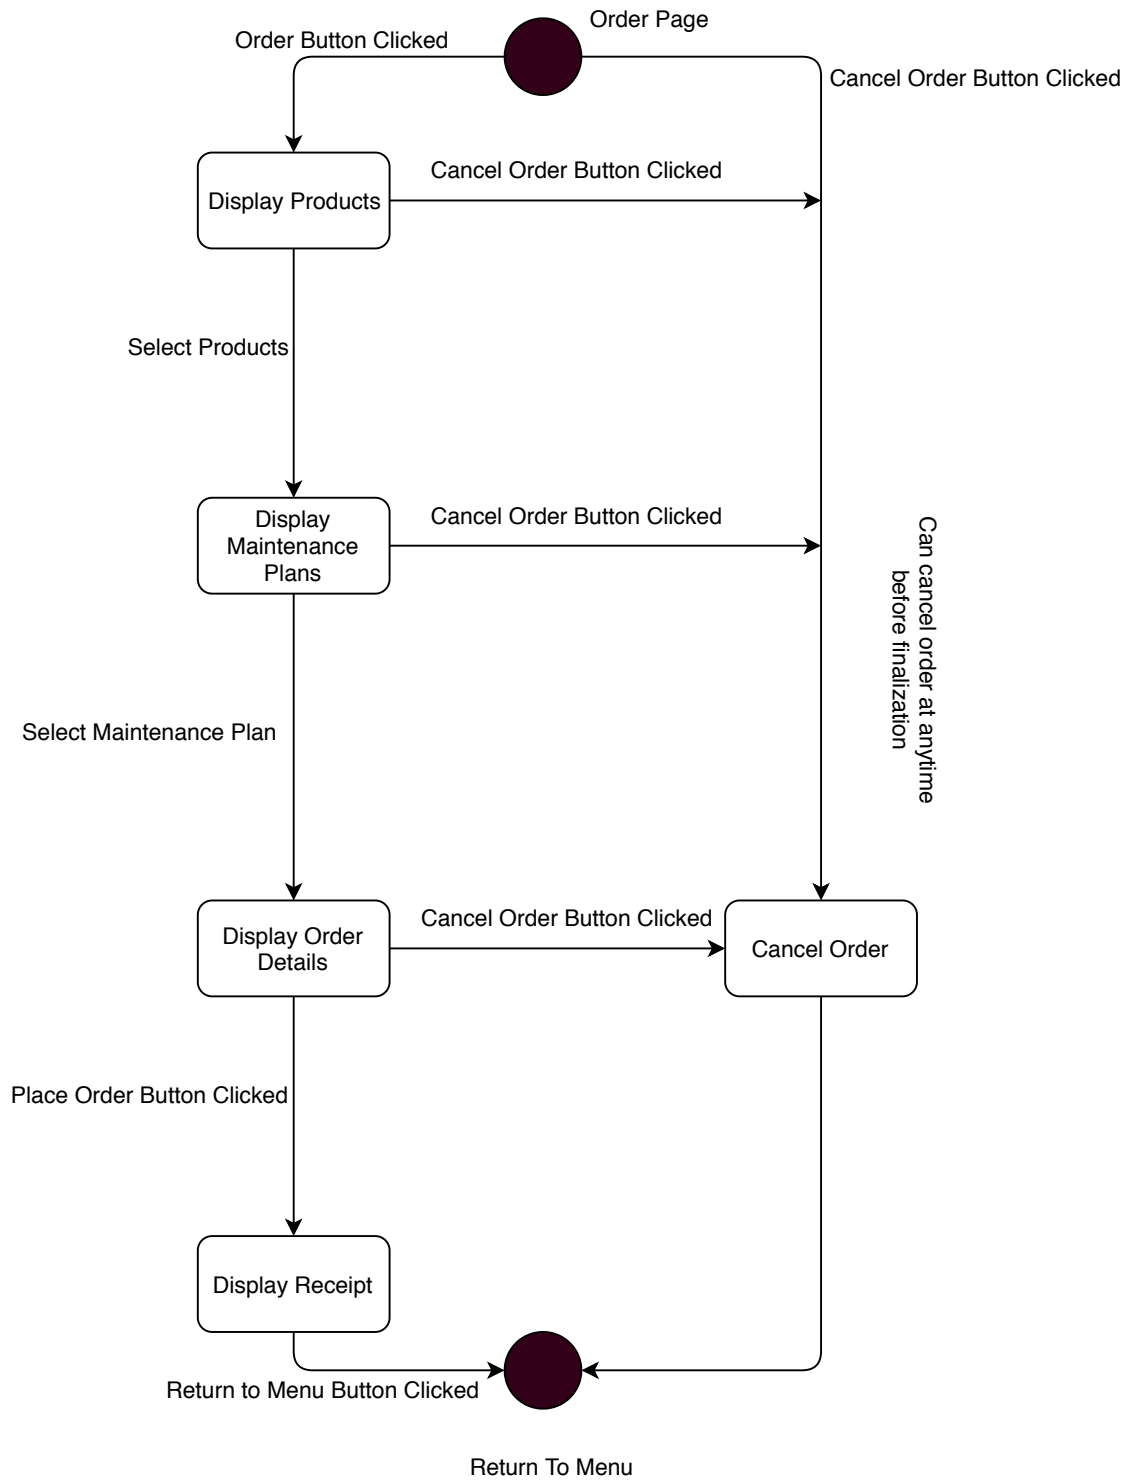 Order Page
Order Button Clicked
Cancel Order Button Clicked
Cancel Order Button Clicked
Display Products
Select Products
Cancel Order Button Clicked
Display
Maintenance
Plans
Can cancel order at anytime
before finalization
Select Maintenance Plan
Cancel Order Button Clicked
Display Order
Details
Cancel Order
Place Order Button Clicked
Display Receipt
Return to Menu Button Clicked
Return To Menu